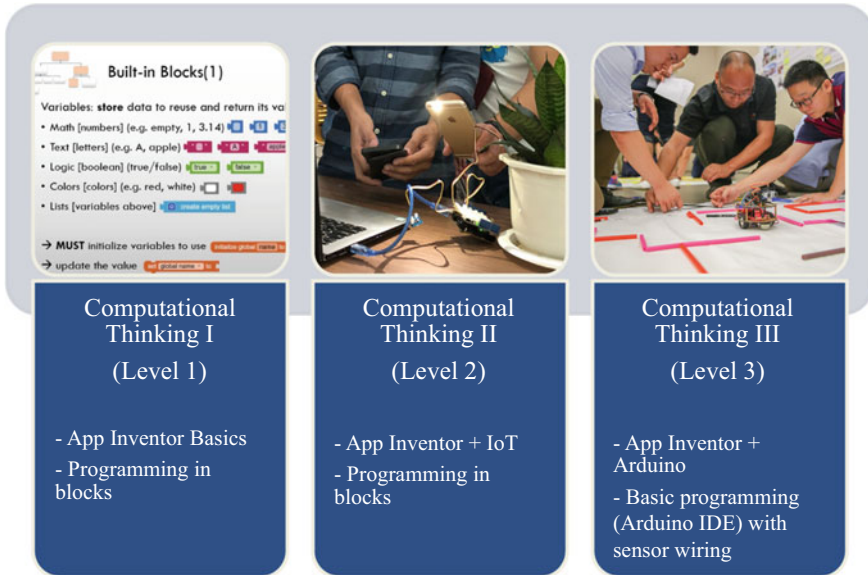 Built-in Blocks(1)
Variables: store data to reuse and return its
• Math [numbers] (e.g. empty, 1, 3.14)
• Text [letters] (e.g. A, apple) " " " A "
• Logic [boolean] (true/false) true false
• Colors [colors] (e.g. red, white)
• Lists [variables above] create empty list
→ MUST initialize variables to use initialize global name to
→ update the value set global name to
Computational
Thinking I
(Level 1)
- App Inventor Basics
- Programming in
blocks
Computational
Thinking II
(Level 2)
- App Inventor + IoT
- Programming in
blocks
Computational
Thinking III
(Level 3)
- App Inventor +
Arduino
- Basic programming
(Arduino IDE) with
sensor wiring